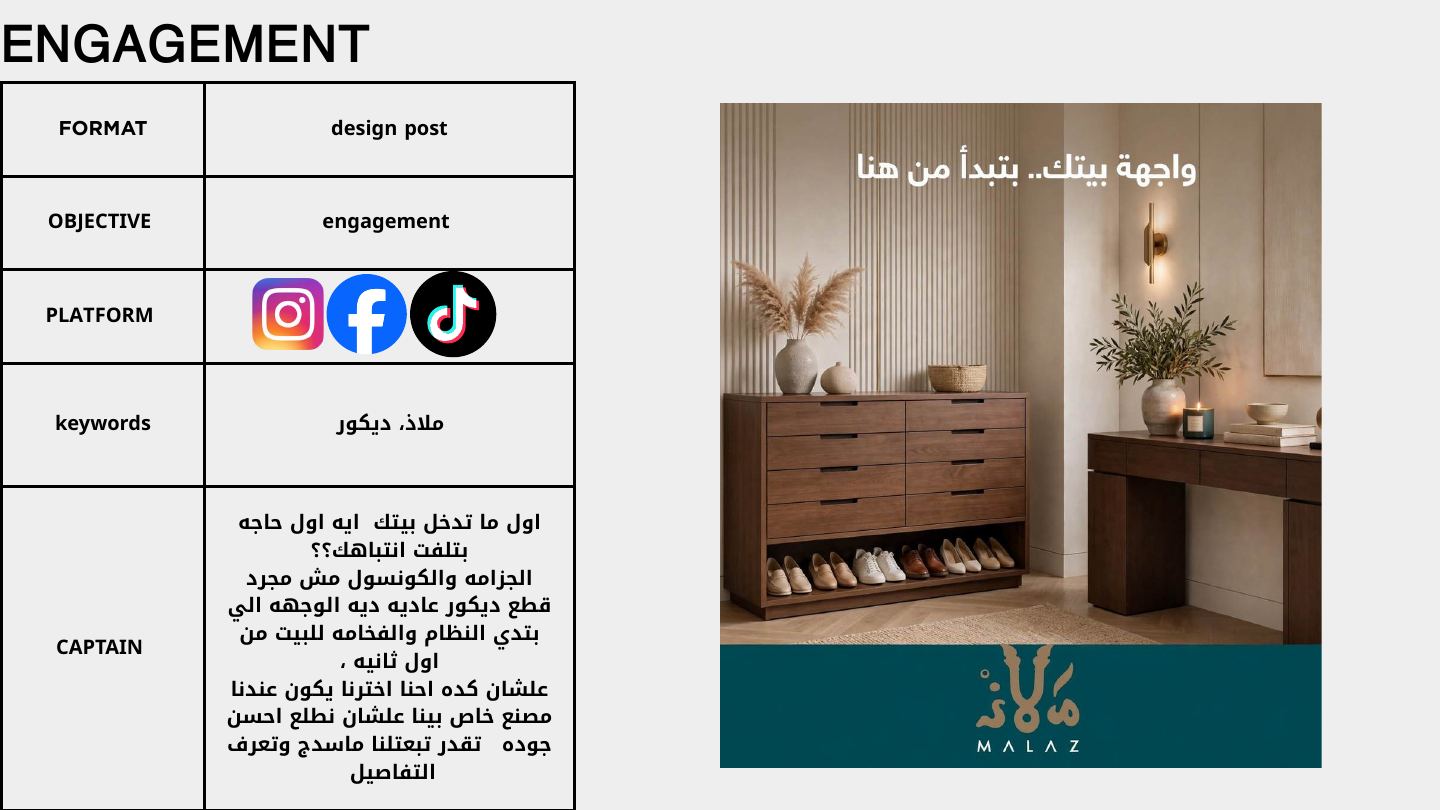 ENGAGEMENT
FORMAT
design post
OBJECTIVE
engagement
PLATFORM
keywords
ملاذ، ديكور
CAPTAIN
اول ما تدخل بيتك ايه اول حاجه
بتلفت انتباهك؟؟
الجزامه والكونسول مش مجرد
قطع ديكور عاديه ديه الوجهه الي
بتدي النظام والفخامه للبيت من
اول ثانيه ،
علشان كده احنا اخترنا يكون عندنا
مصنع خاص بينا علشان نطلع احسن
جوده تقدر تبعتلنا ماسدج وتعرف
التفاصيل
واجهة بيتك.. بتبدأ من هنا
ملاذ
MALAZ